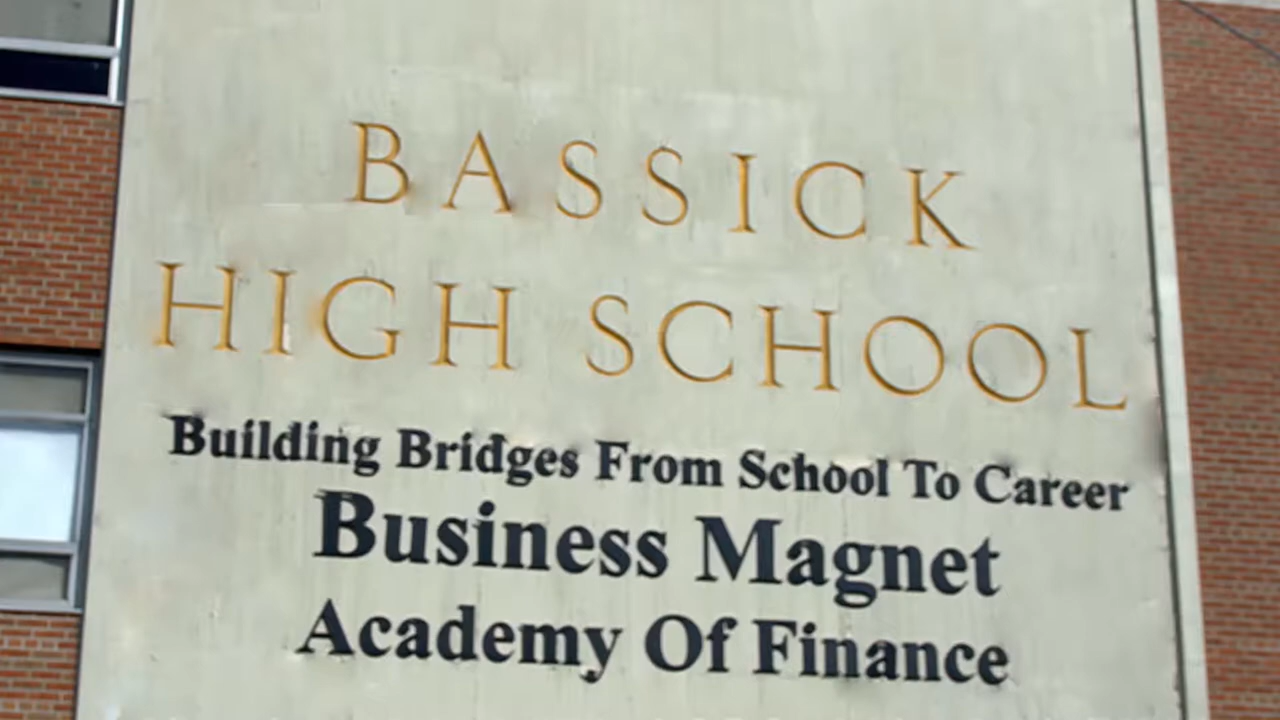 BASSICK
HIGH SCHOOL
Building Bridges From School To Career
Business Magnet
Academy Of Finance